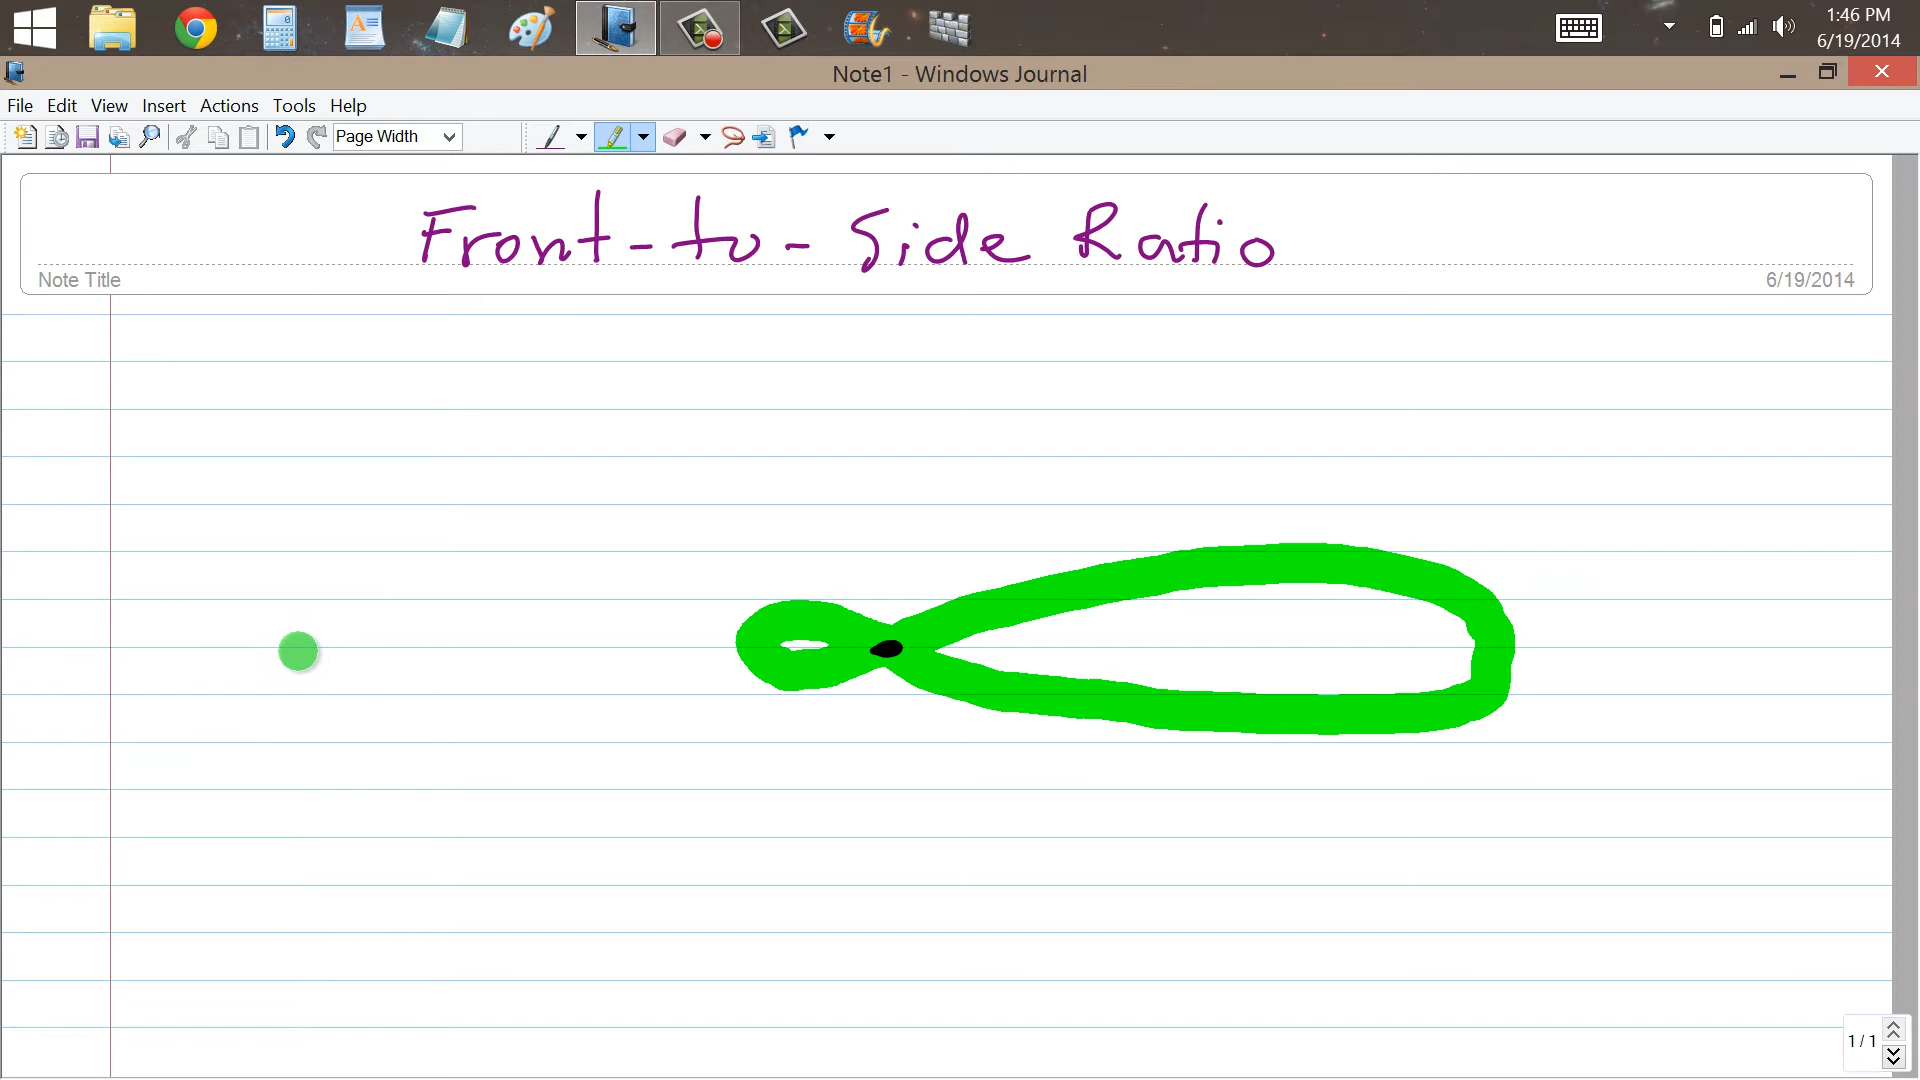 1:46 PM
6/19/2014
Note1 - Windows Journal
File Edit View Insert Actions Tools Help
Page Width
Front-to-Side Ratio
Note Title 6/19/2014
1 / 1